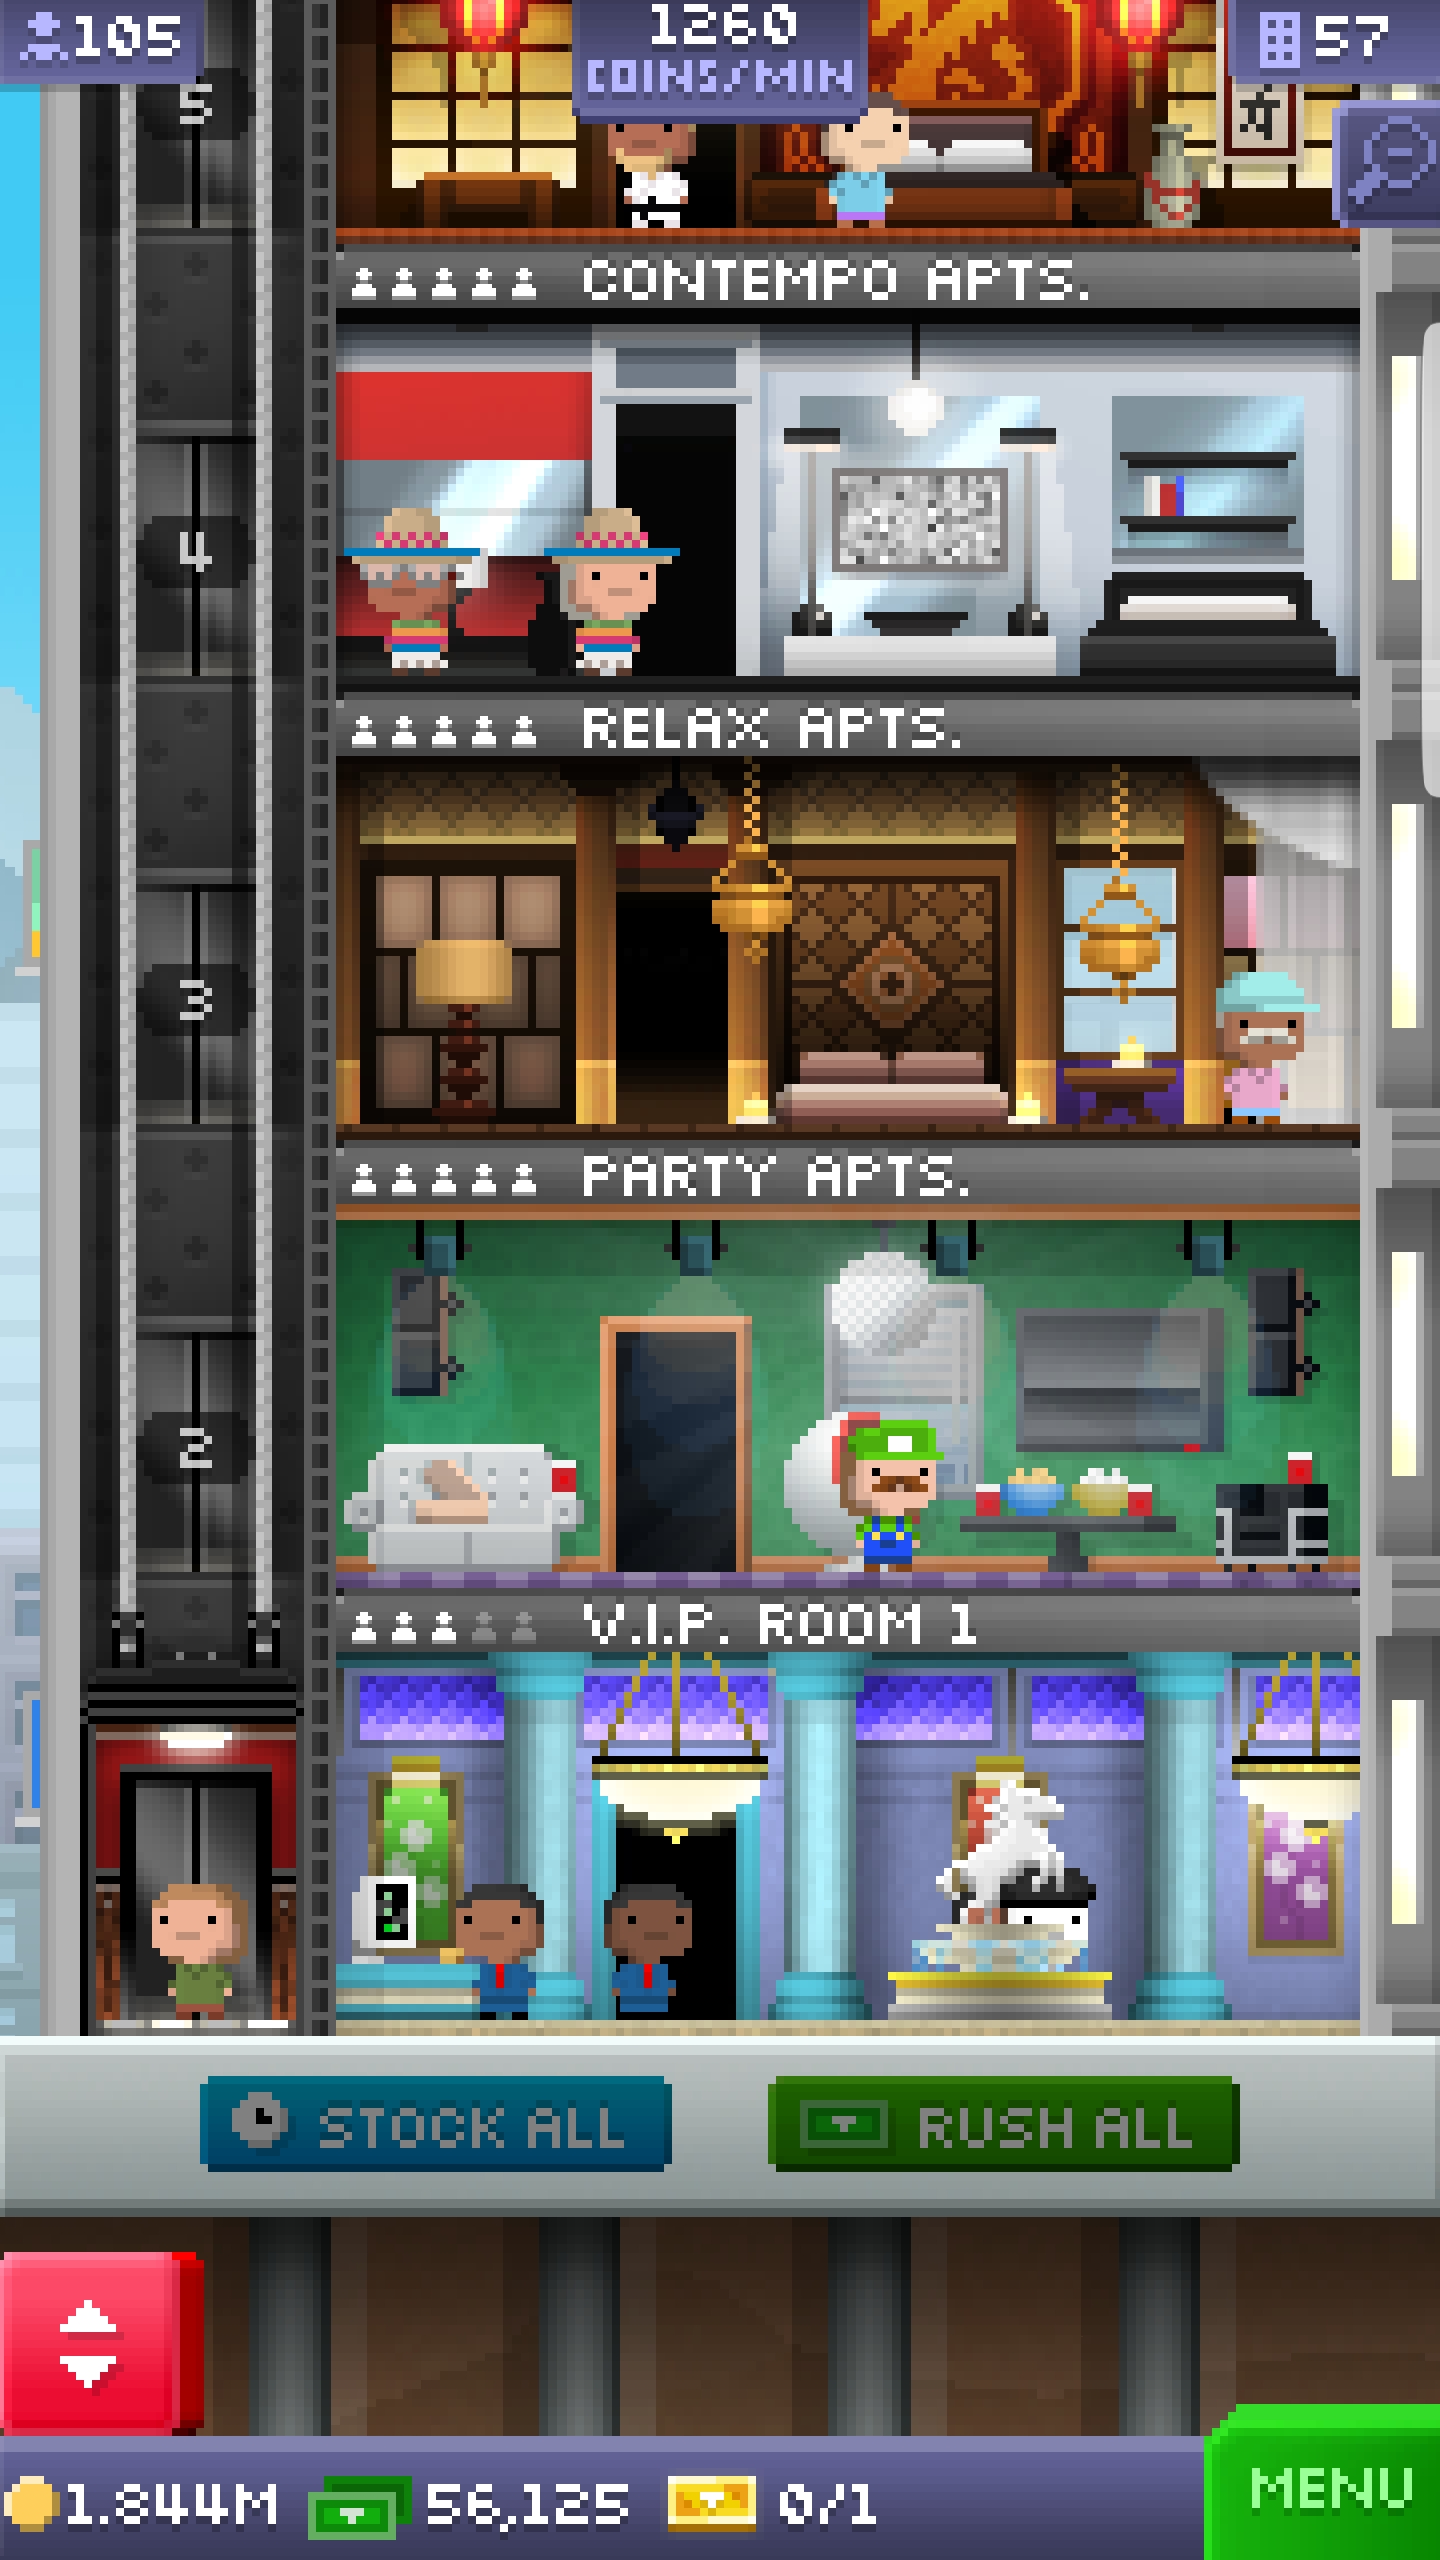 105
1260
COINS/MIN
57
5
CONTEMPO APTS.
4
RELAX APTS.
3
PARTY APTS.
2
V.I.P. ROOM 1
STOCK ALL
RUSH ALL
1.844M
56,125
0/1
MENU